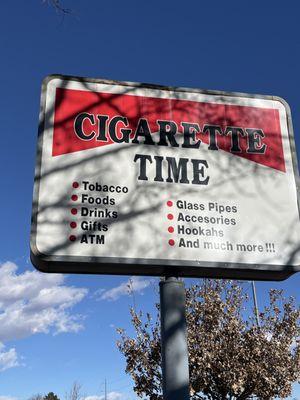 CIGARETTE
TIME
Tobacco
Foods
Drinks
Gifts
ATM
Glass Pipes
Accesories
Hookahs
And much more!!!